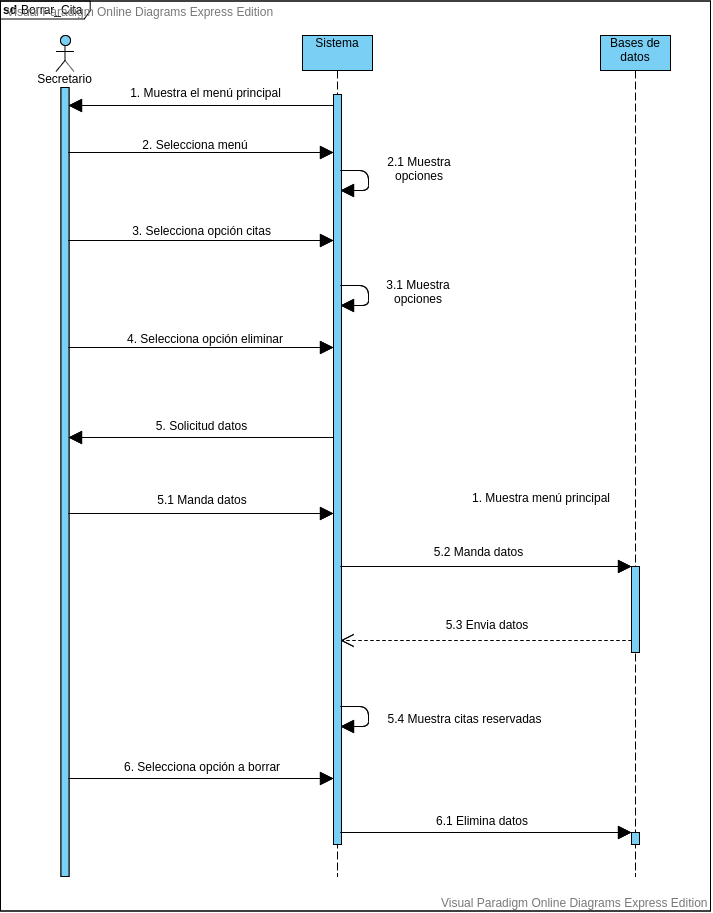 sd Borrar_Cita
Visual Paradigm Online Diagrams Express Edition
Secretario
Sistema
Bases de
datos
1. Muestra el menú principal
2. Selecciona menú
2.1 Muestra
opciones
3. Selecciona opción citas
3.1 Muestra
opciones
4. Selecciona opción eliminar
5. Solicitud datos
5.1 Manda datos
1. Muestra menú principal
5.2 Manda datos
5.3 Envia datos
5.4 Muestra citas reservadas
6. Selecciona opción a borrar
6.1 Elimina datos
Visual Paradigm Online Diagrams Express Edition